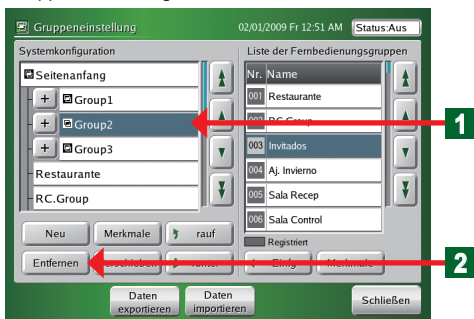 Gruppeneinstellung 02/01/2009 Fr 12:51 AM Status:Aus
Systemkonfiguration
Seitenanfang
+ Group1
+ Group2
+ Group3
Restaurante
RC.Group
Neu Merkmale rauf
Entfernen
Liste der Fernbedienungsgruppen
Nr. Name
001 Restaurante
RC Group
003 Invitados
004 Aj. Invierno
005 Sala Recep
006 Sala Control
Registriert
Daten exportieren
Daten importieren
Schließen
1
2